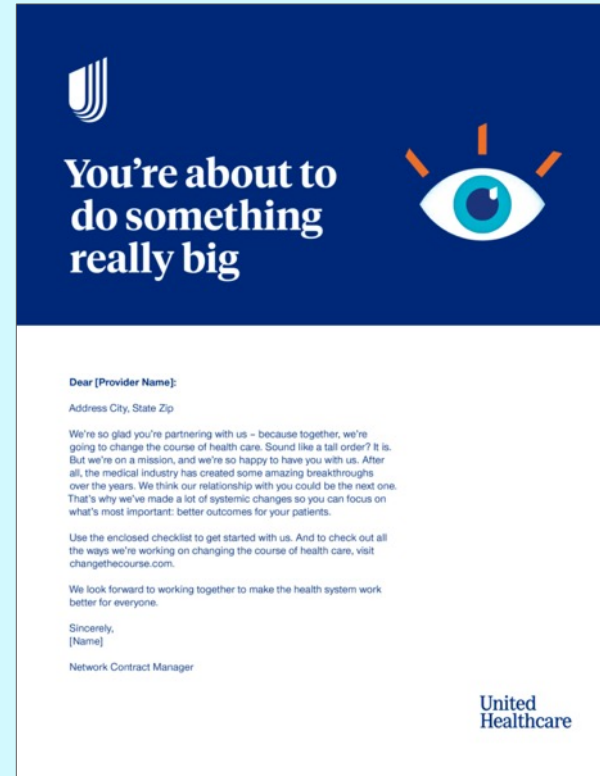 You're about to
do something
really big
Dear [Provider Name]:
Address City, State Zip
We're so glad you're partnering with us – because together, we're
going to change the course of health care. Sound like a tall order? It is.
But we're on a mission, and we're so happy to have you with us. After
all, the medical industry has created some amazing breakthroughs
over the years. We think our relationship with you could be the next one.
That's why we've made a lot of systemic changes so you can focus on
what's most important: better outcomes for your patients.
Use the enclosed checklist to get started with us. And to check out all
the ways we're working on changing the course of health care, visit
changethecourse.com.
We look forward to working together to make the health system work
better for everyone.
Sincerely,
[Name]
Network Contract Manager
United
Healthcare